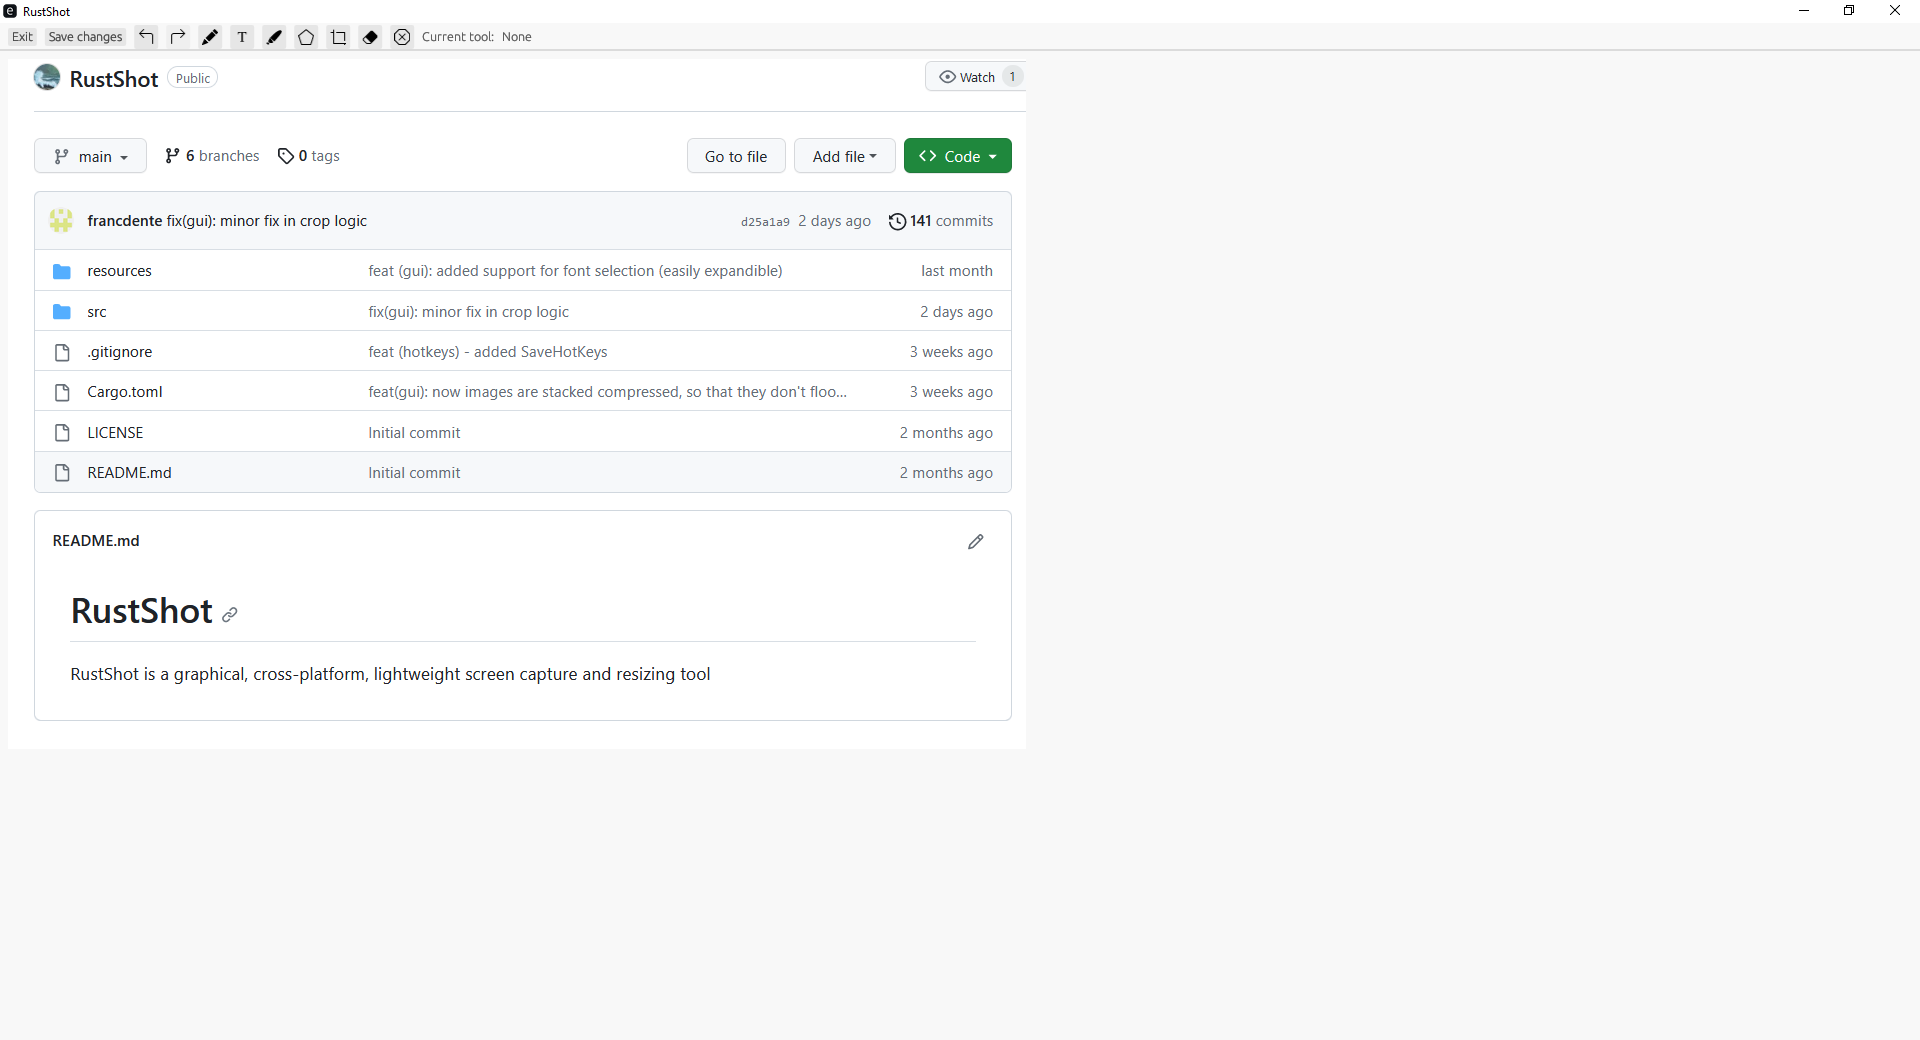 RustShot
Exit Save changes T Current tool: None
RustShot Public Watch 1
main 6 branches 0 tags Go to file Add file Code
francdente fix(gui): minor fix in crop logic d25a1a9 2 days ago 141 commits
resources feat (gui): added support for font selection (easily expandible) last month
src fix(gui): minor fix in crop logic 2 days ago
.gitignore feat (hotkeys) - added SaveHotKeys 3 weeks ago
Cargo.toml feat(gui): now images are stacked compressed, so that they don't floo... 3 weeks ago
LICENSE Initial commit 2 months ago
README.md Initial commit 2 months ago
README.md
RustShot
RustShot is a graphical, cross-platform, lightweight screen capture and resizing tool